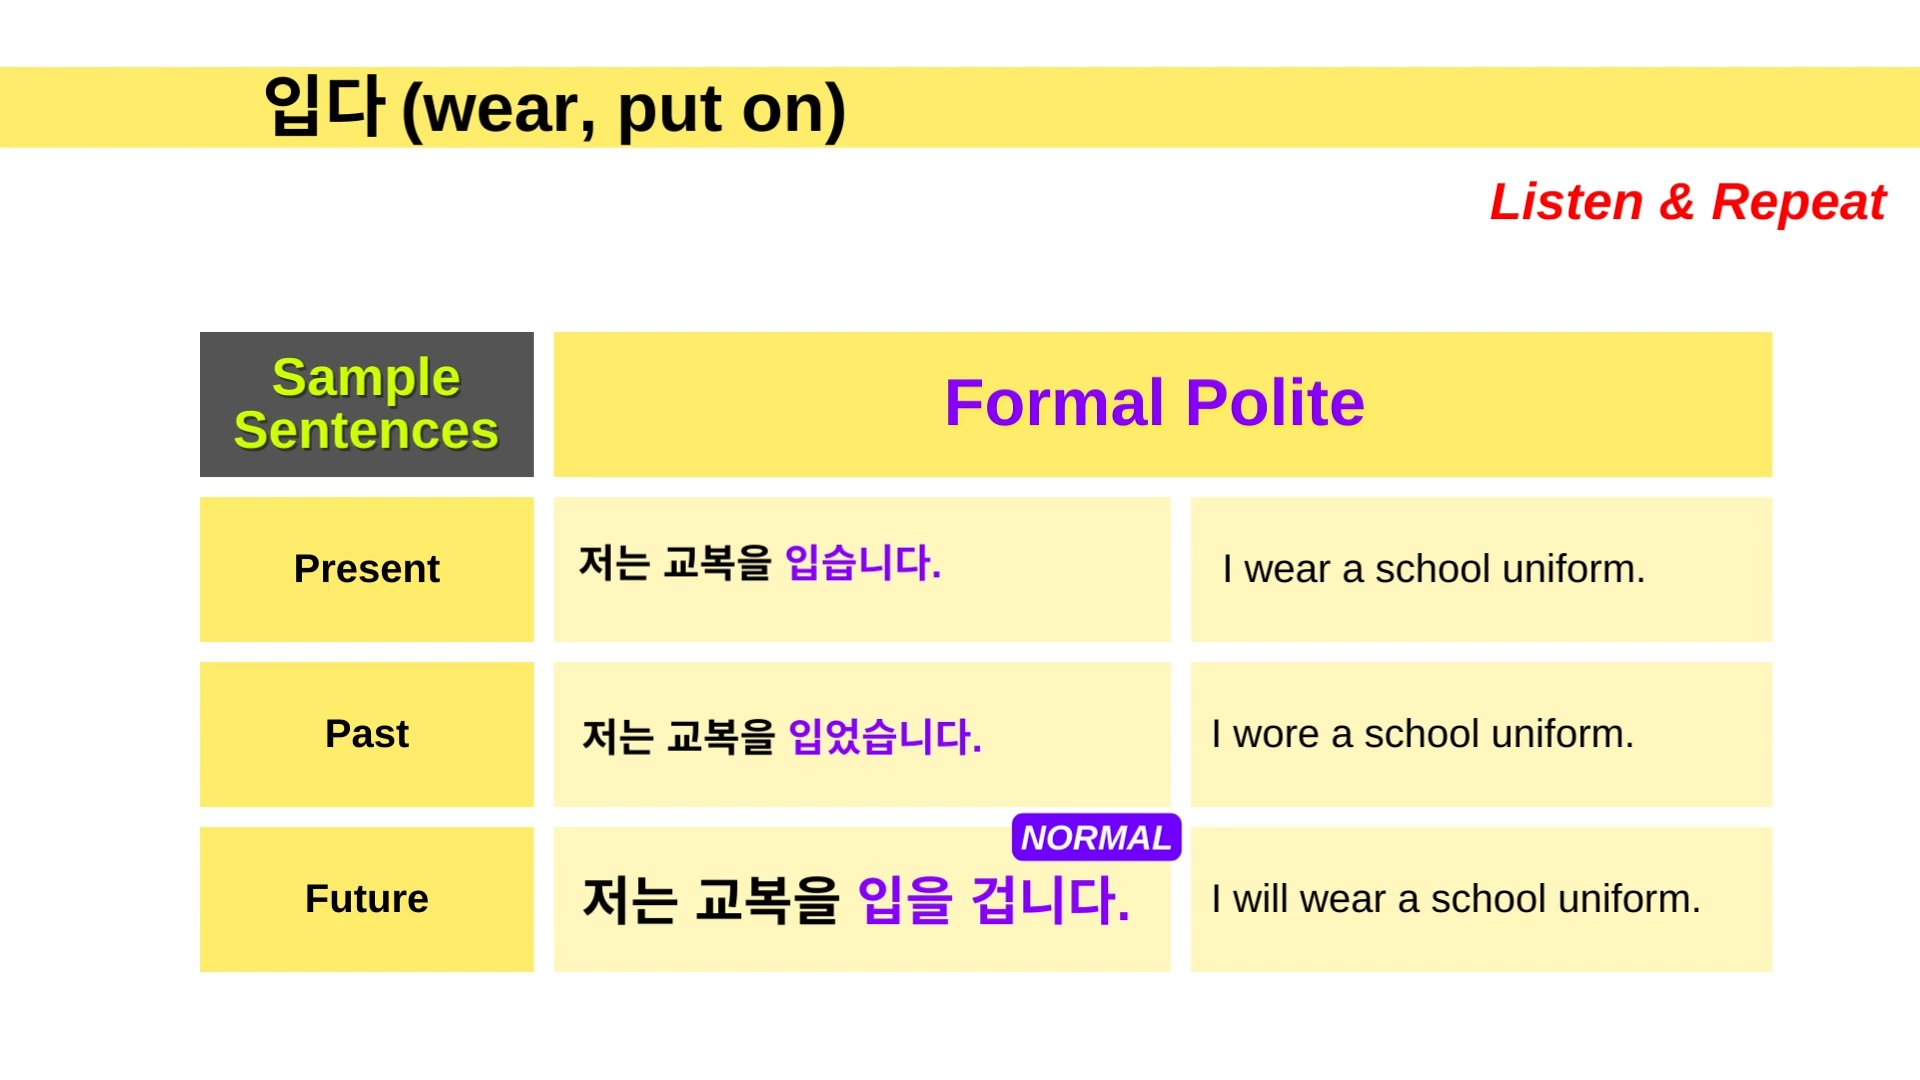 입다 (wear, put on)
Listen & Repeat
Sample
Sentences
Formal Polite
Present
저는 교복을 입습니다.
I wear a school uniform.
Past
저는 교복을 입었습니다.
I wore a school uniform.
NORMAL
Future
저는 교복을 입을 겁니다.
I will wear a school uniform.